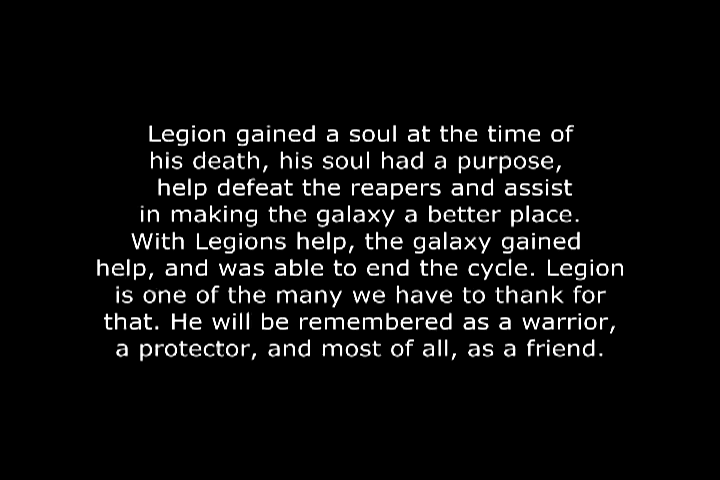 Legion gained a soul at the time of
his death, his soul had a purpose,
help defeat the reapers and assist
in making the galaxy a better place.
With Legions help, the galaxy gained
help, and was able to end the cycle. Legion
is one of the many we have to thank for
that. He will be remembered as a warrior,
a protector, and most of all, as a friend.